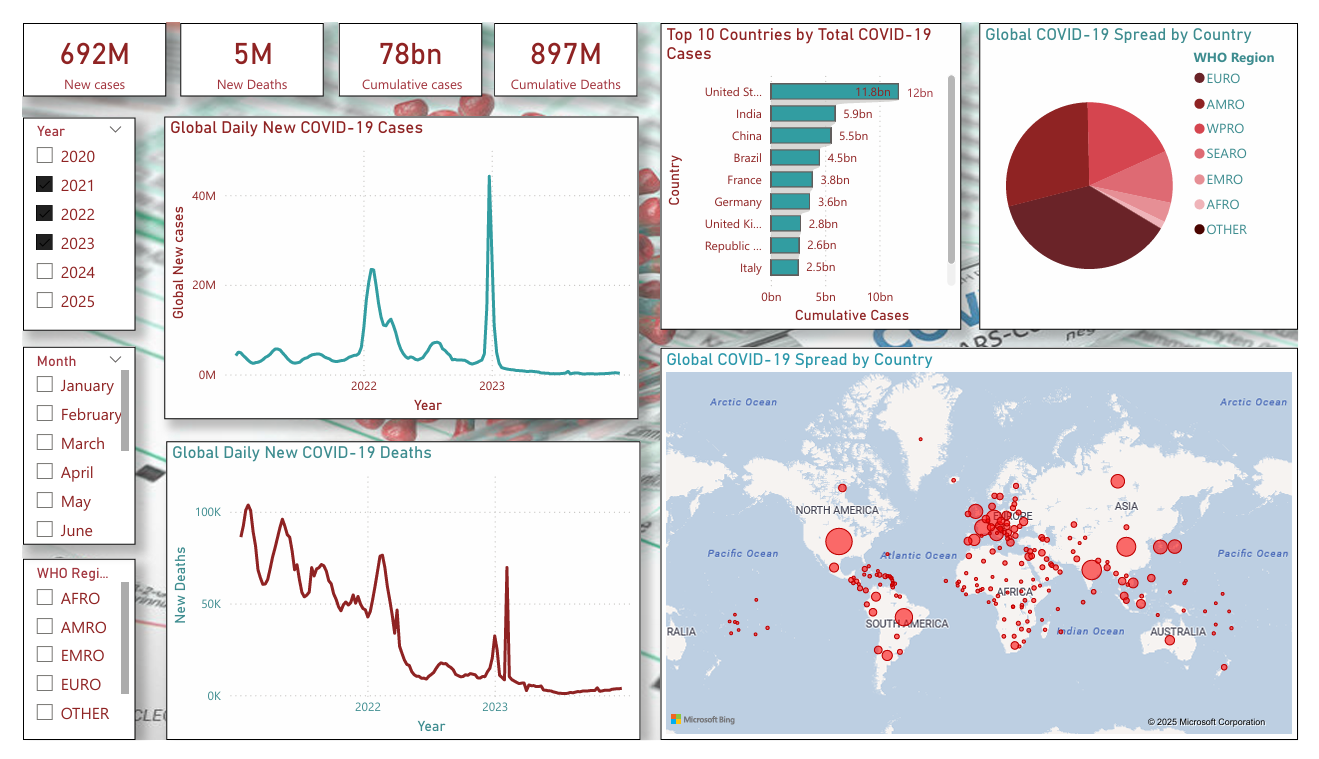 692M
New cases
5M
New Deaths
78bn
Cumulative cases
897M
Cumulative Deaths
Year
2020
2021
2022
2023
2024
2025
Month
January
February
March
April
May
June
WHO Regi...
AFRO
AMRO
EMRO
EURO
OTHER
Global Daily New COVID-19 Cases
Global New cases
40M
20M
0M
2022
2023
Year
Global Daily New COVID-19 Deaths
New Deaths
100K
50K
0K
2022
2023
Year
Top 10 Countries by Total COVID-19
Cases
Country
United St...
11.8bn
12bn
India
5.9bn
China
5.5bn
Brazil
4.5bn
France
3.8bn
Germany
3.6bn
United Ki...
2.8bn
Republic ...
2.6bn
Italy
2.5bn
0bn
5bn
10bn
Cumulative Cases
Global COVID-19 Spread by Country
WHO Region
EURO
AMRO
WPRO
SEARO
EMRO
AFRO
OTHER
Global COVID-19 Spread by Country
Arctic Ocean
Arctic Ocean
NORTH AMERICA
EUROPE
ASIA
Pacific Ocean
Atlantic Ocean
Pacific Ocean
AFRICA
SOUTH AMERICA
RALIA
Indian Ocean
AUSTRALIA
Microsoft Bing
© 2025 Microsoft Corporation